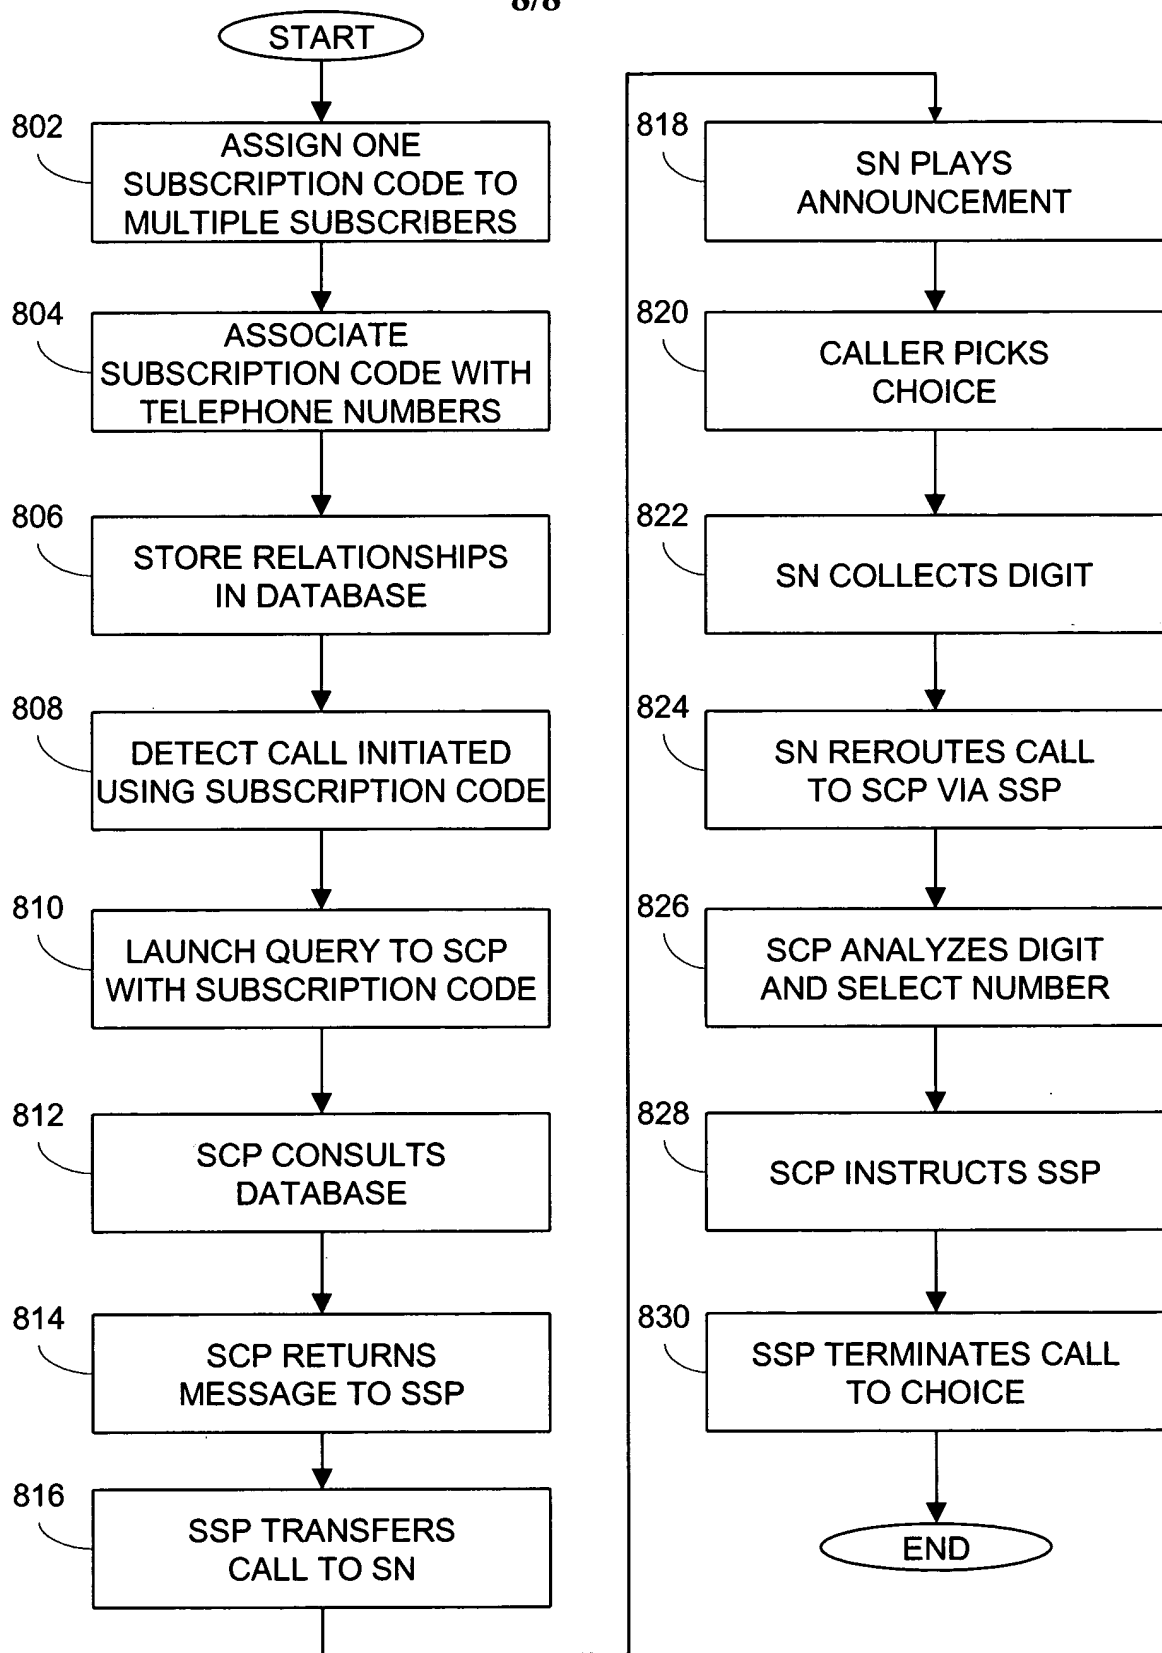 8/8
START
802
ASSIGN ONE
SUBSCRIPTION CODE TO
MULTIPLE SUBSCRIBERS
804
ASSOCIATE
SUBSCRIPTION CODE WITH
TELEPHONE NUMBERS
806
STORE RELATIONSHIPS
IN DATABASE
808
DETECT CALL INITIATED
USING SUBSCRIPTION CODE
810
LAUNCH QUERY TO SCP
WITH SUBSCRIPTION CODE
812
SCP CONSULTS
DATABASE
814
SCP RETURNS
MESSAGE TO SSP
816
SSP TRANSFERS
CALL TO SN
818
SN PLAYS
ANNOUNCEMENT
820
CALLER PICKS
CHOICE
822
SN COLLECTS DIGIT
824
SN REROUTES CALL
TO SCP VIA SSP
826
SCP ANALYZES DIGIT
AND SELECT NUMBER
828
SCP INSTRUCTS SSP
830
SSP TERMINATES CALL
TO CHOICE
END